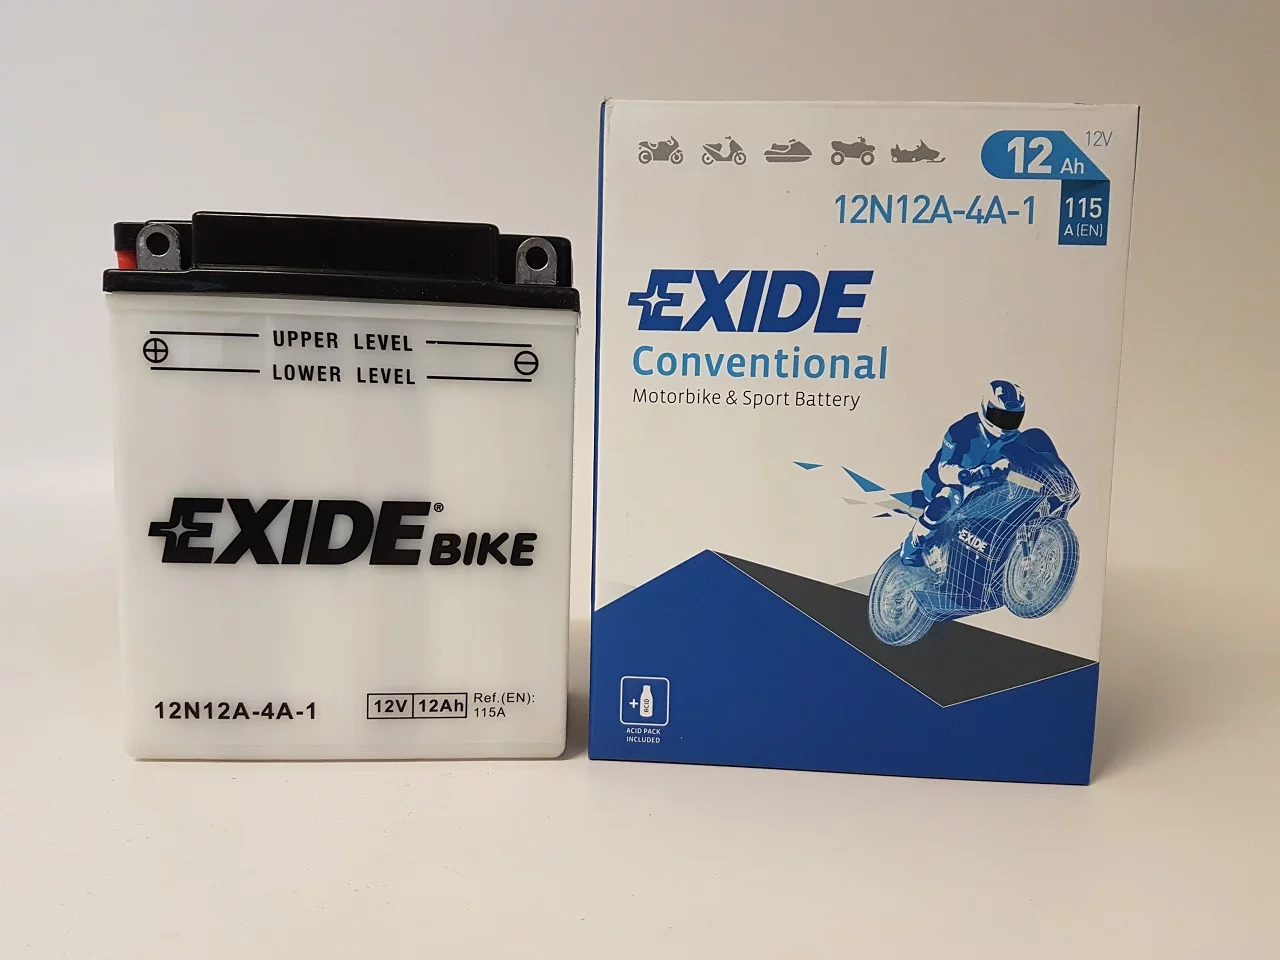 UPPER LEVEL
LOWER LEVEL
EXIDE® BIKE
12N12A-4A-1
12V 12Ah
Ref.(EN):
115A
12 Ah
12V
12N12A-4A-1
115
A (EN)
EXIDE
Conventional
Motorbike & Sport Battery
EXIDE
ACID
ACID PACK
INCLUDED